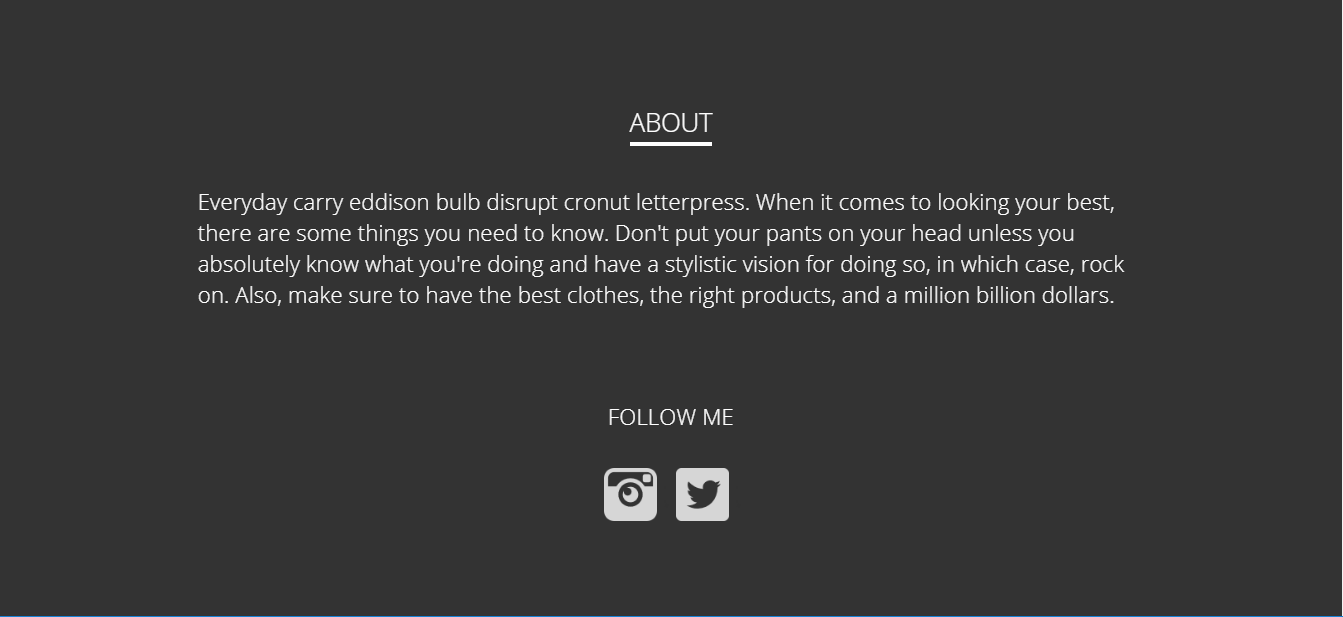 ABOUT
Everyday carry eddison bulb disrupt cronut letterpress. When it comes to looking your best,
there are some things you need to know. Don't put your pants on your head unless you
absolutely know what you're doing and have a stylistic vision for doing so, in which case, rock
on. Also, make sure to have the best clothes, the right products, and a million billion dollars.
FOLLOW ME